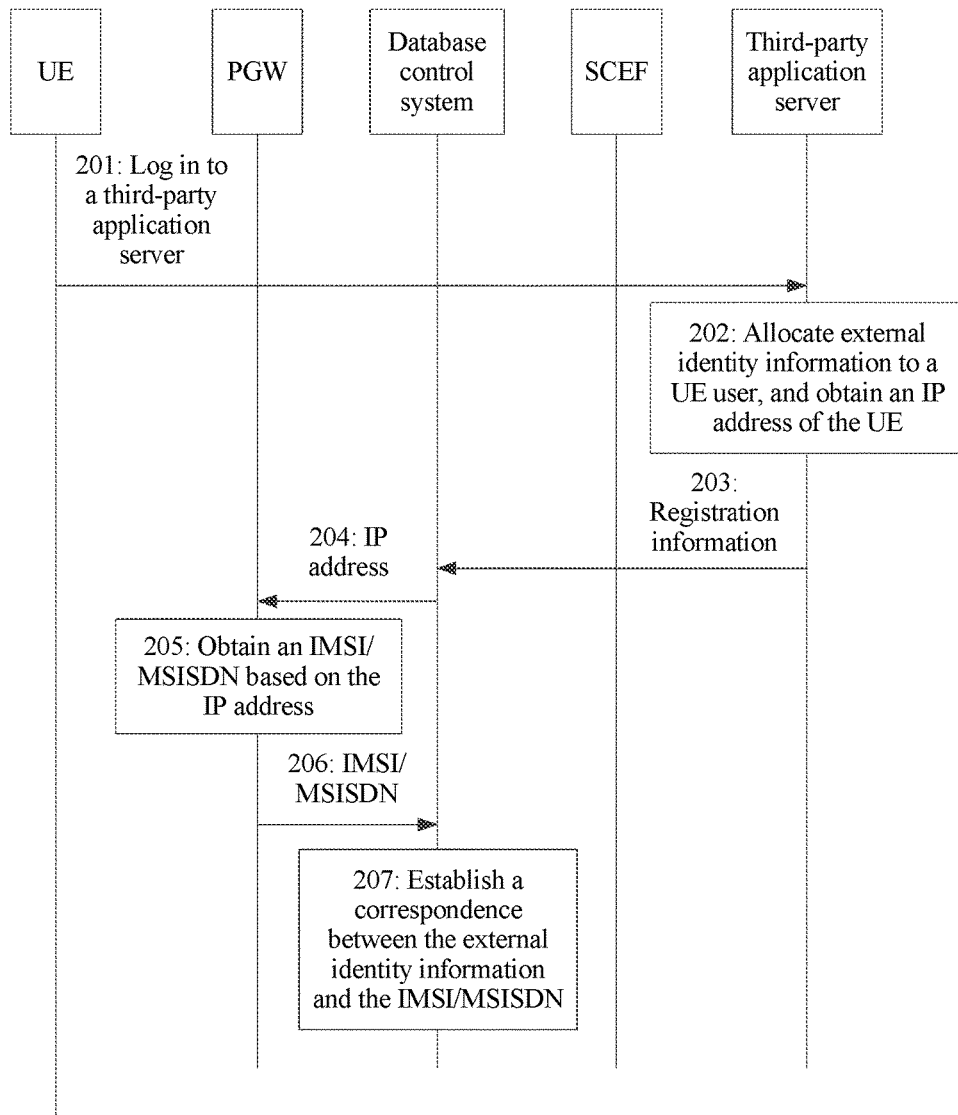 UE
PGW
Database
control
system
SCEF
Third-party
application
server
201: Log in to
a third-party
application
server
202: Allocate external
identity information to a
UE user, and obtain an IP
address of the UE
203:
Registration
information
204: IP
address
205: Obtain an IMSI/
MSISDN based on the
IP address
206: IMSI/
MSISDN
207: Establish a
correspondence
between the external
identity information
and the IMSI/MSISDN